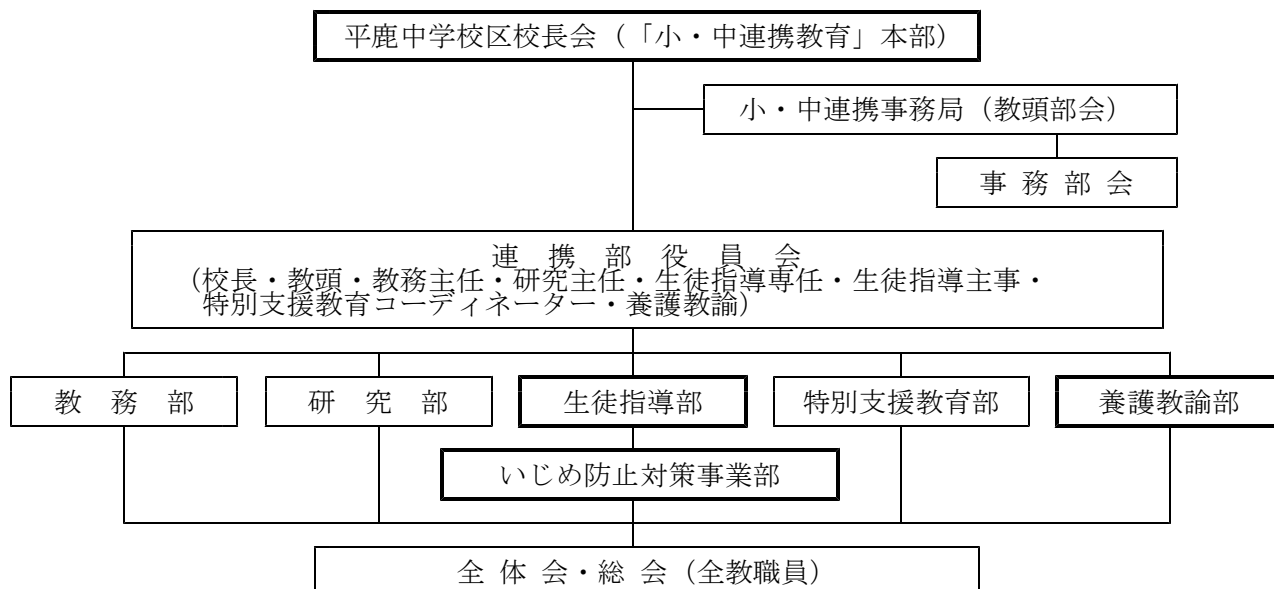 平鹿中学校区校長会（「小・中連携教育」本部）
小・中連携事務局（教頭部会）
事 務 部 会
連 携 部 役 員 会
（校長・教頭・教務主任・研究主任・生徒指導専任・生徒指導主事・
特別支援教育コーディネーター・養護教諭）
教 務 部
研 究 部
生徒指導部
特別支援教育部
養護教諭部
いじめ防止対策事業部
全 体 会・総 会（全教職員）